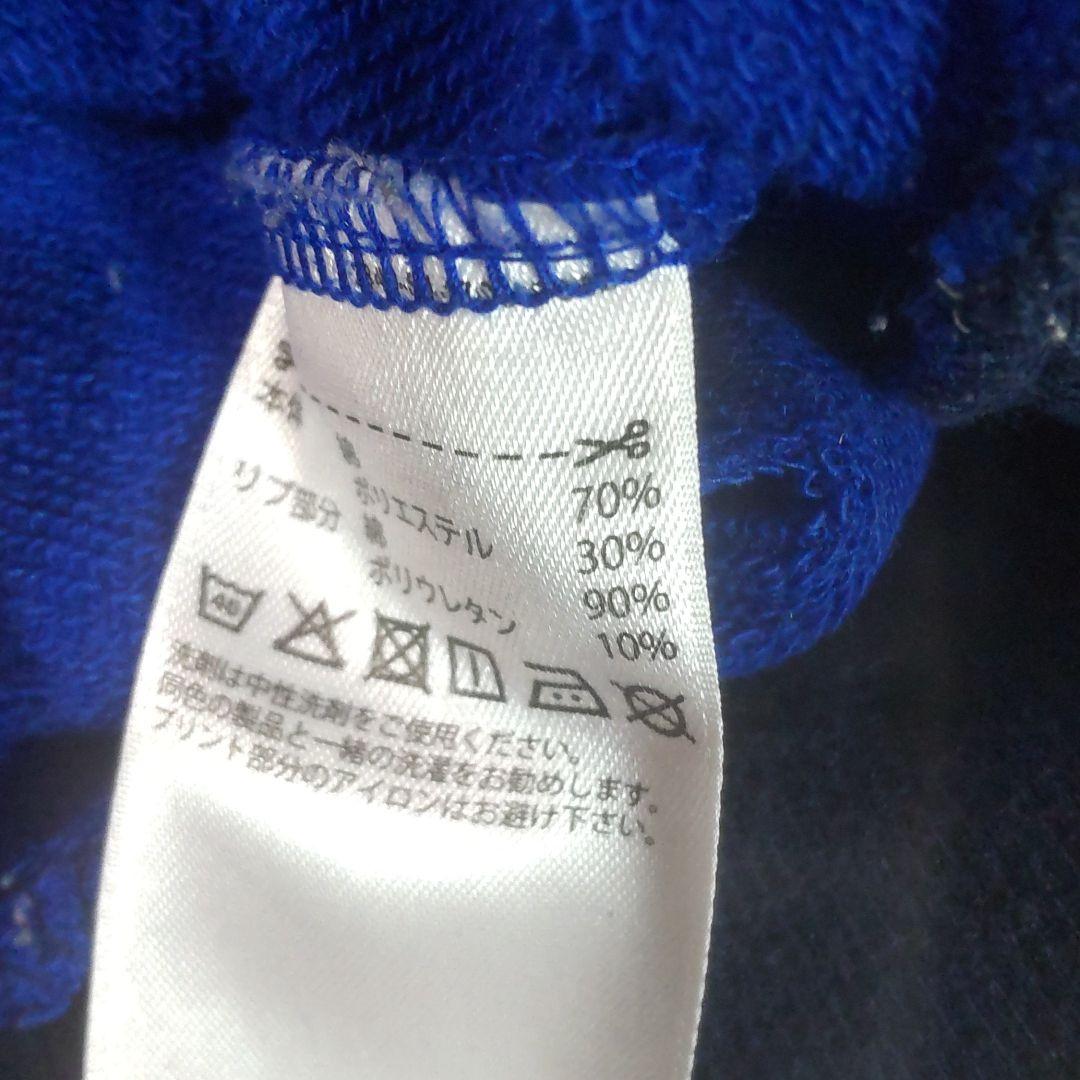 本体 綿 70%
ポリエステル 30%
リブ部分 綿 90%
ポリウレタン 10%
40
洗剤は中性洗剤をご使用ください。
同色の製品と一緒の洗濯をお勧めします。
プリント部分のアイロンはお避け下さい。